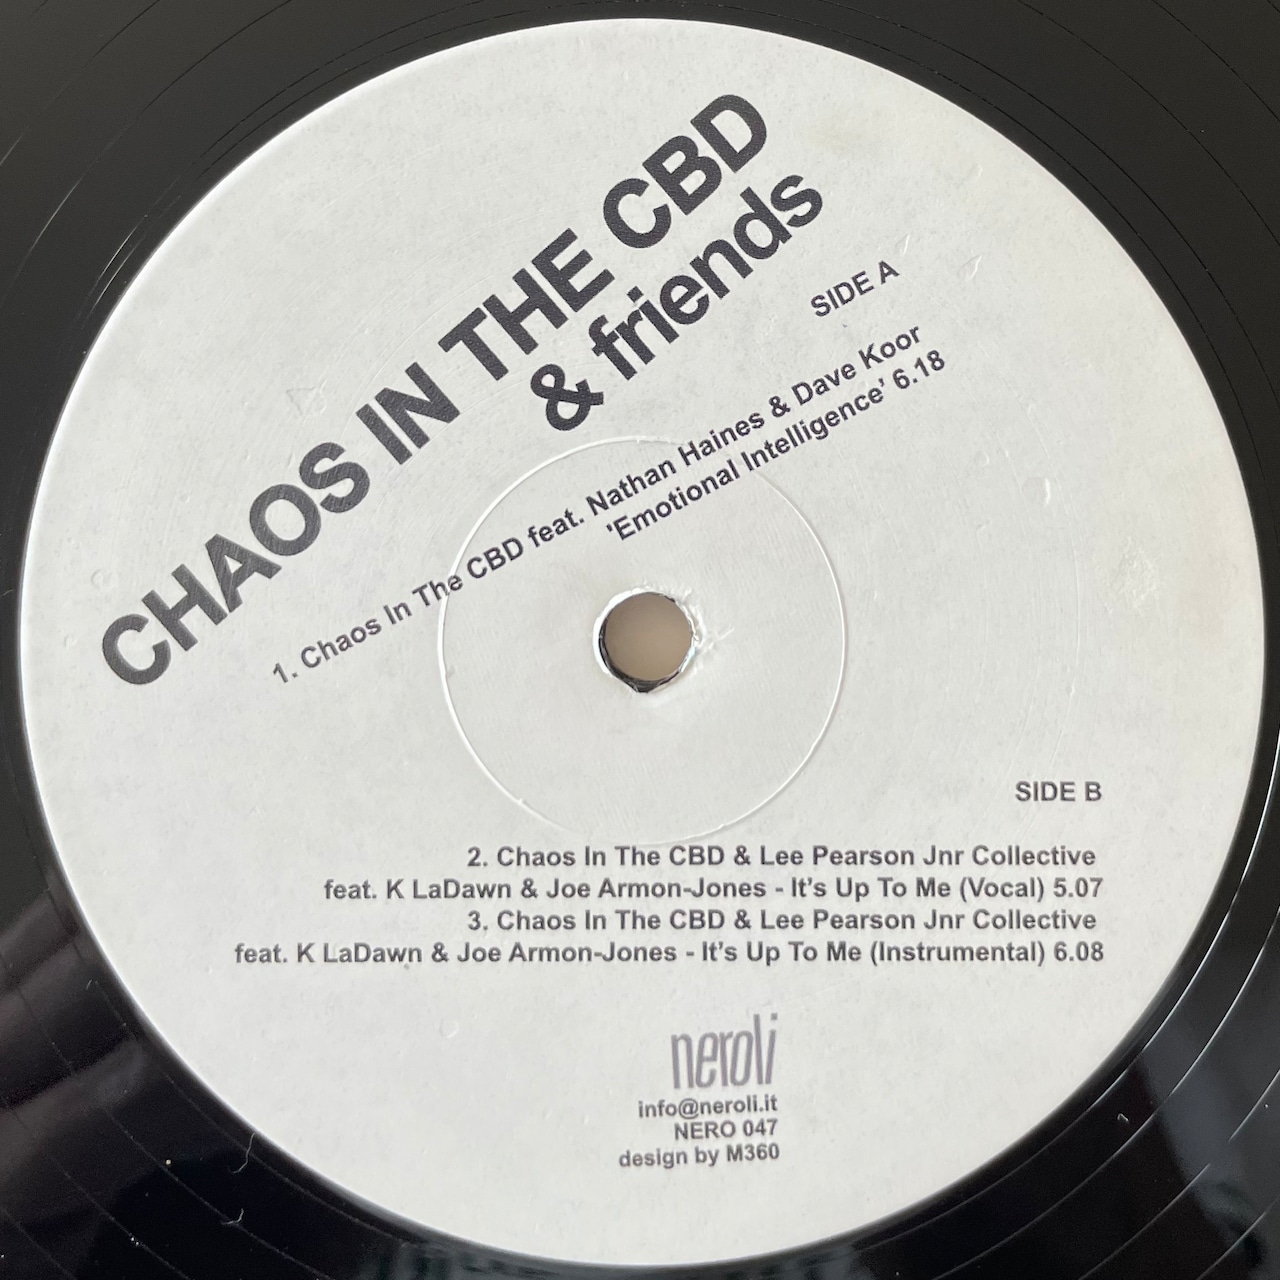 CHAOS IN THE CBD
& friends
SIDE A
1. Chaos In The CBD feat. Nathan Haines & Dave Koor
'Emotional Intelligence' 6.18
SIDE B
2. Chaos In The CBD & Lee Pearson Jnr Collective
feat. K LaDawn & Joe Armon-Jones - It's Up To Me (Vocal) 5.07
3. Chaos In The CBD & Lee Pearson Jnr Collective
feat. K LaDawn & Joe Armon-Jones - It's Up To Me (Instrumental) 6.08
neroli
info@neroli.it
NERO 047
design by M360